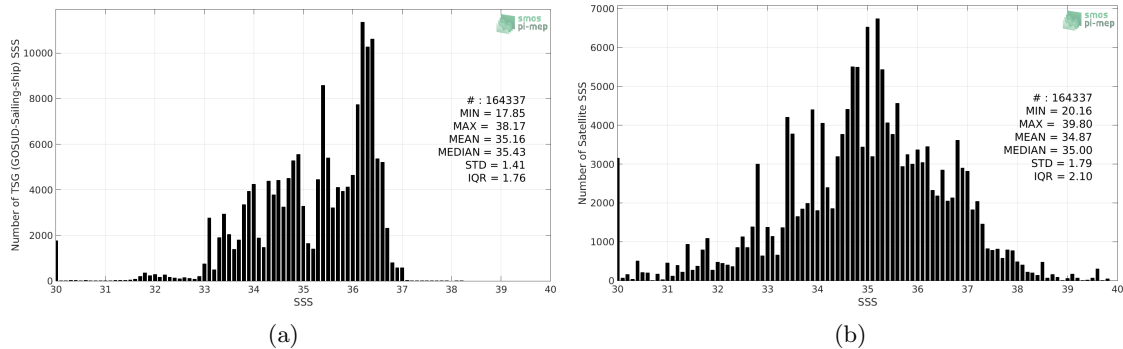 smos
pi-mep
Number of TSG (GOSUD-Sailing-ship) SSS
10000
8000
6000
4000
2000
0
# : 164337
MIN = 17.85
MAX = 38.17
MEAN = 35.16
MEDIAN = 35.43
STD = 1.41
IQR = 1.76
30 31 32 33 34 35 36 37 38 39 40
SSS
(a)
smos
pi-mep
Number of Satellite SSS
7000
6000
5000
4000
3000
2000
1000
0
# : 164337
MIN = 20.16
MAX = 39.80
MEAN = 34.87
MEDIAN = 35.00
STD = 1.79
IQR = 2.10
30 31 32 33 34 35 36 37 38 39 40
SSS
(b)